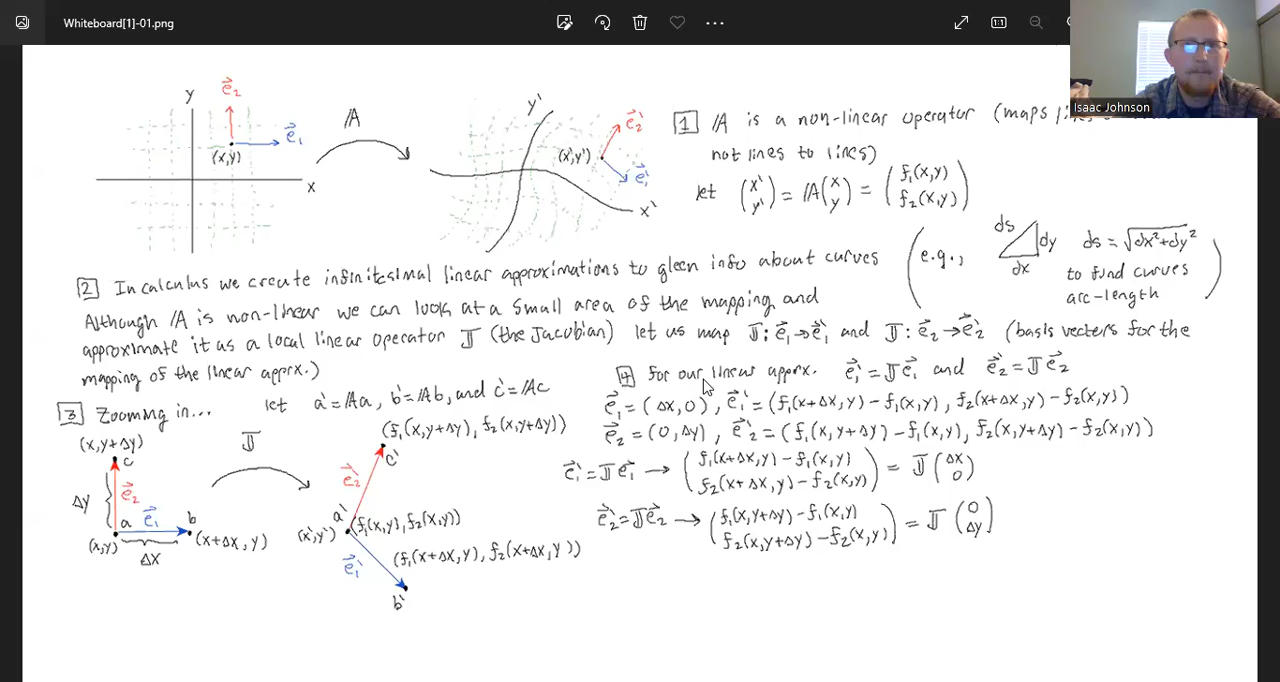 Whiteboard[1]-01.png
1:1
Isaac Johnson
y
e⃗₂
e⃗₁
(x,y)
x
A
y'
(x',y')
e⃗₂'
e⃗₁'
x'
[1] A is a non-linear operator (maps
not lines to lines)
let (x' y') = A(x y) = (f₁(x,y) f₂(x,y))
[2] In calculus we create infinitesimal linear approximations to gleen info about curves
(e.g., ds dy dx ds = √dx²+dy²
to find curves
arc-length)
Although A is non-linear we can look at a small area of the mapping and
approximate it as a local linear operator J (the Jacobian) let us map J: e⃗₁→e⃗₁' and J: e⃗₂→e⃗₂' (basis vectors for the
mapping of the linear apprx.)
[3] Zooming in... let a'=Aa, b'=Ab, and c'=Ac
(x,y+Δy)
c
Δy
e⃗₂
a
e⃗₁
b
(x,y)
(x+Δx, y)
Δx
J
(f₁(x,y+Δy), f₂(x,y+Δy))
c'
e⃗₂'
a'
(x',y')
(f₁(x,y), f₂(x,y))
(f₁(x+Δx,y), f₂(x+Δx,y))
e⃗₁'
b'
[4] for our linear apprx. e⃗₁'=Je⃗₁ and e⃗₂'=Je⃗₂
e⃗₁=(Δx,0), e⃗₁'=(f₁(x+Δx,y)-f₁(x,y), f₂(x+Δx,y)-f₂(x,y))
e⃗₂=(0,Δy), e⃗₂'=(f₁(x,y+Δy)-f₁(x,y), f₂(x,y+Δy)-f₂(x,y))
e⃗₁'=Je⃗₁ → (f₁(x+Δx,y)-f₁(x,y) f₂(x+Δx,y)-f₂(x,y)) = J(Δx 0)
e⃗₂'=Je⃗₂ → (f₁(x,y+Δy)-f₁(x,y) f₂(x,y+Δy)-f₂(x,y)) = J(0 Δy)